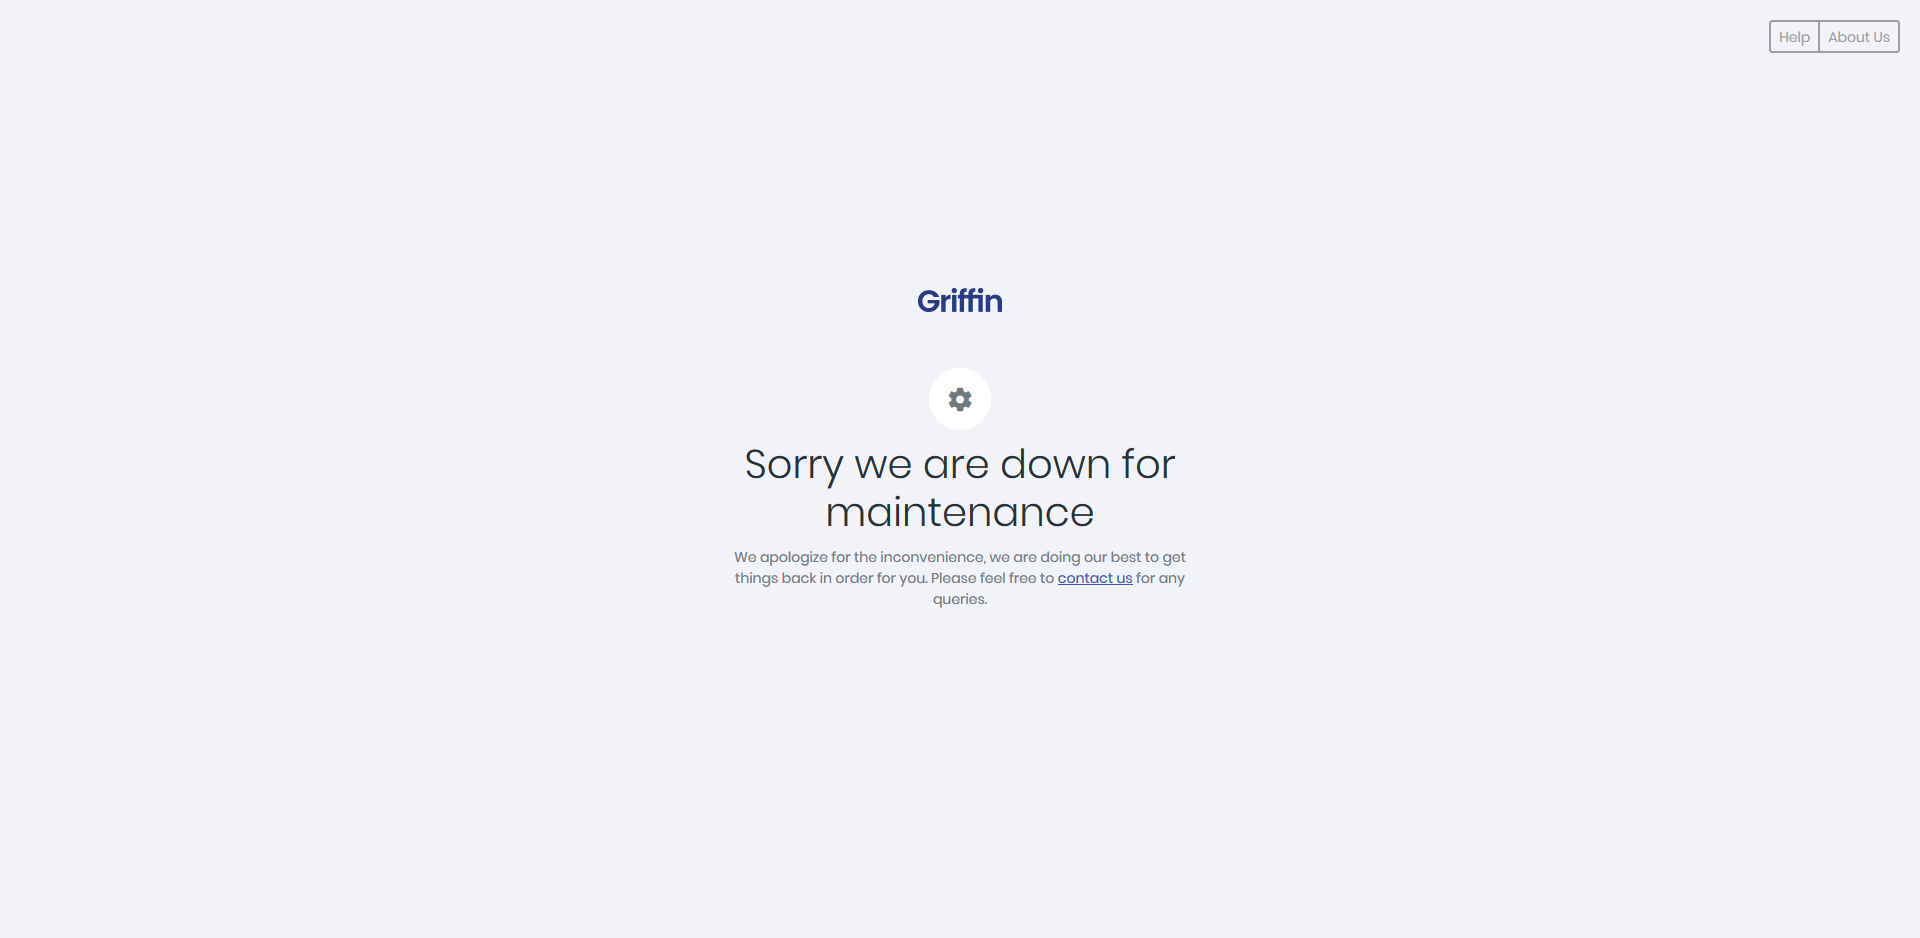 Help
About Us
Griffin
Sorry we are down for
maintenance
We apologize for the inconvenience, we are doing our best to get
things back in order for you. Please feel free to contact us for any
queries.